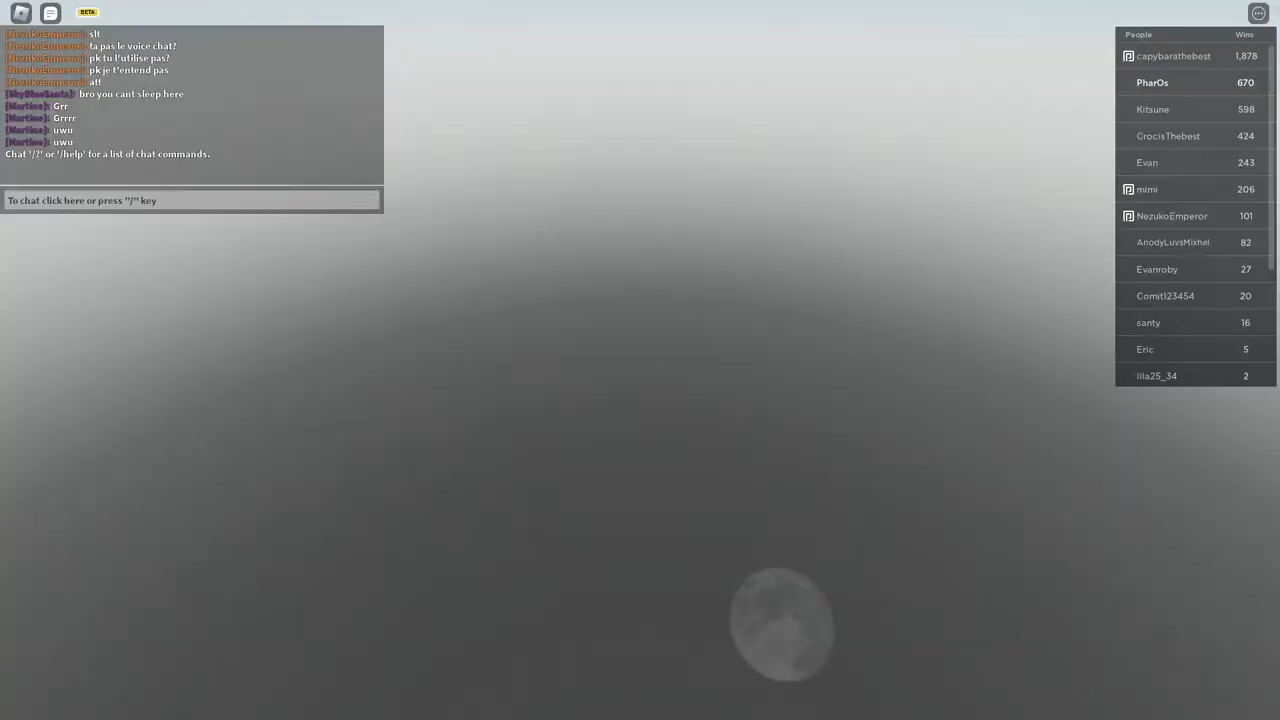 BETA
[NezukoEmperor]: slt
[NezukoEmperor]: ta pas le voice chat?
[NezukoEmperor]: pk tu l'utilise pas?
[NezukoEmperor]: pk je t'entend pas
[NezukoEmperor]: att
bro you cant sleep here
[Martine]: Grr
[Martine]: Grrrr
[Martine]: uwu
[Martine]: uwu
Chat '/?' or '/help' for a list of chat commands.
To chat click here or press "/" key
People Wins
capybarathebest 1,878
PharOs 670
Kitsune 598
CrocisThebest 424
Evan 243
mimi 206
NezukoEmperor 101
AnodyLuvsMixhel 82
Evanroby 27
Comit123454 20
santy 16
Eric 5
lila25_34 2